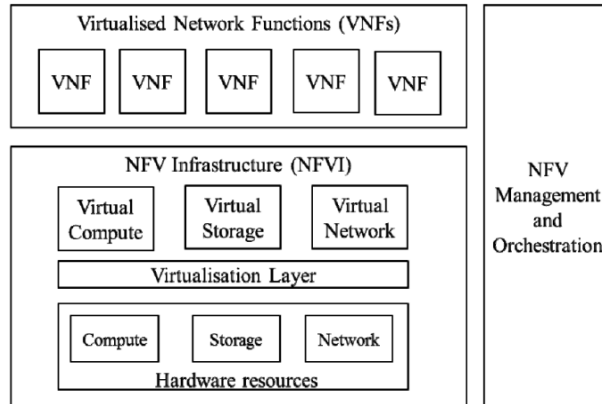 Virtualised Network Functions (VNFs)
VNF VNF VNF VNF VNF
NFV Infrastructure (NFVI)
Virtual Compute
Virtual Storage
Virtual Network
Virtualisation Layer
Compute Storage Network
Hardware resources
NFV
Management
and
Orchestration